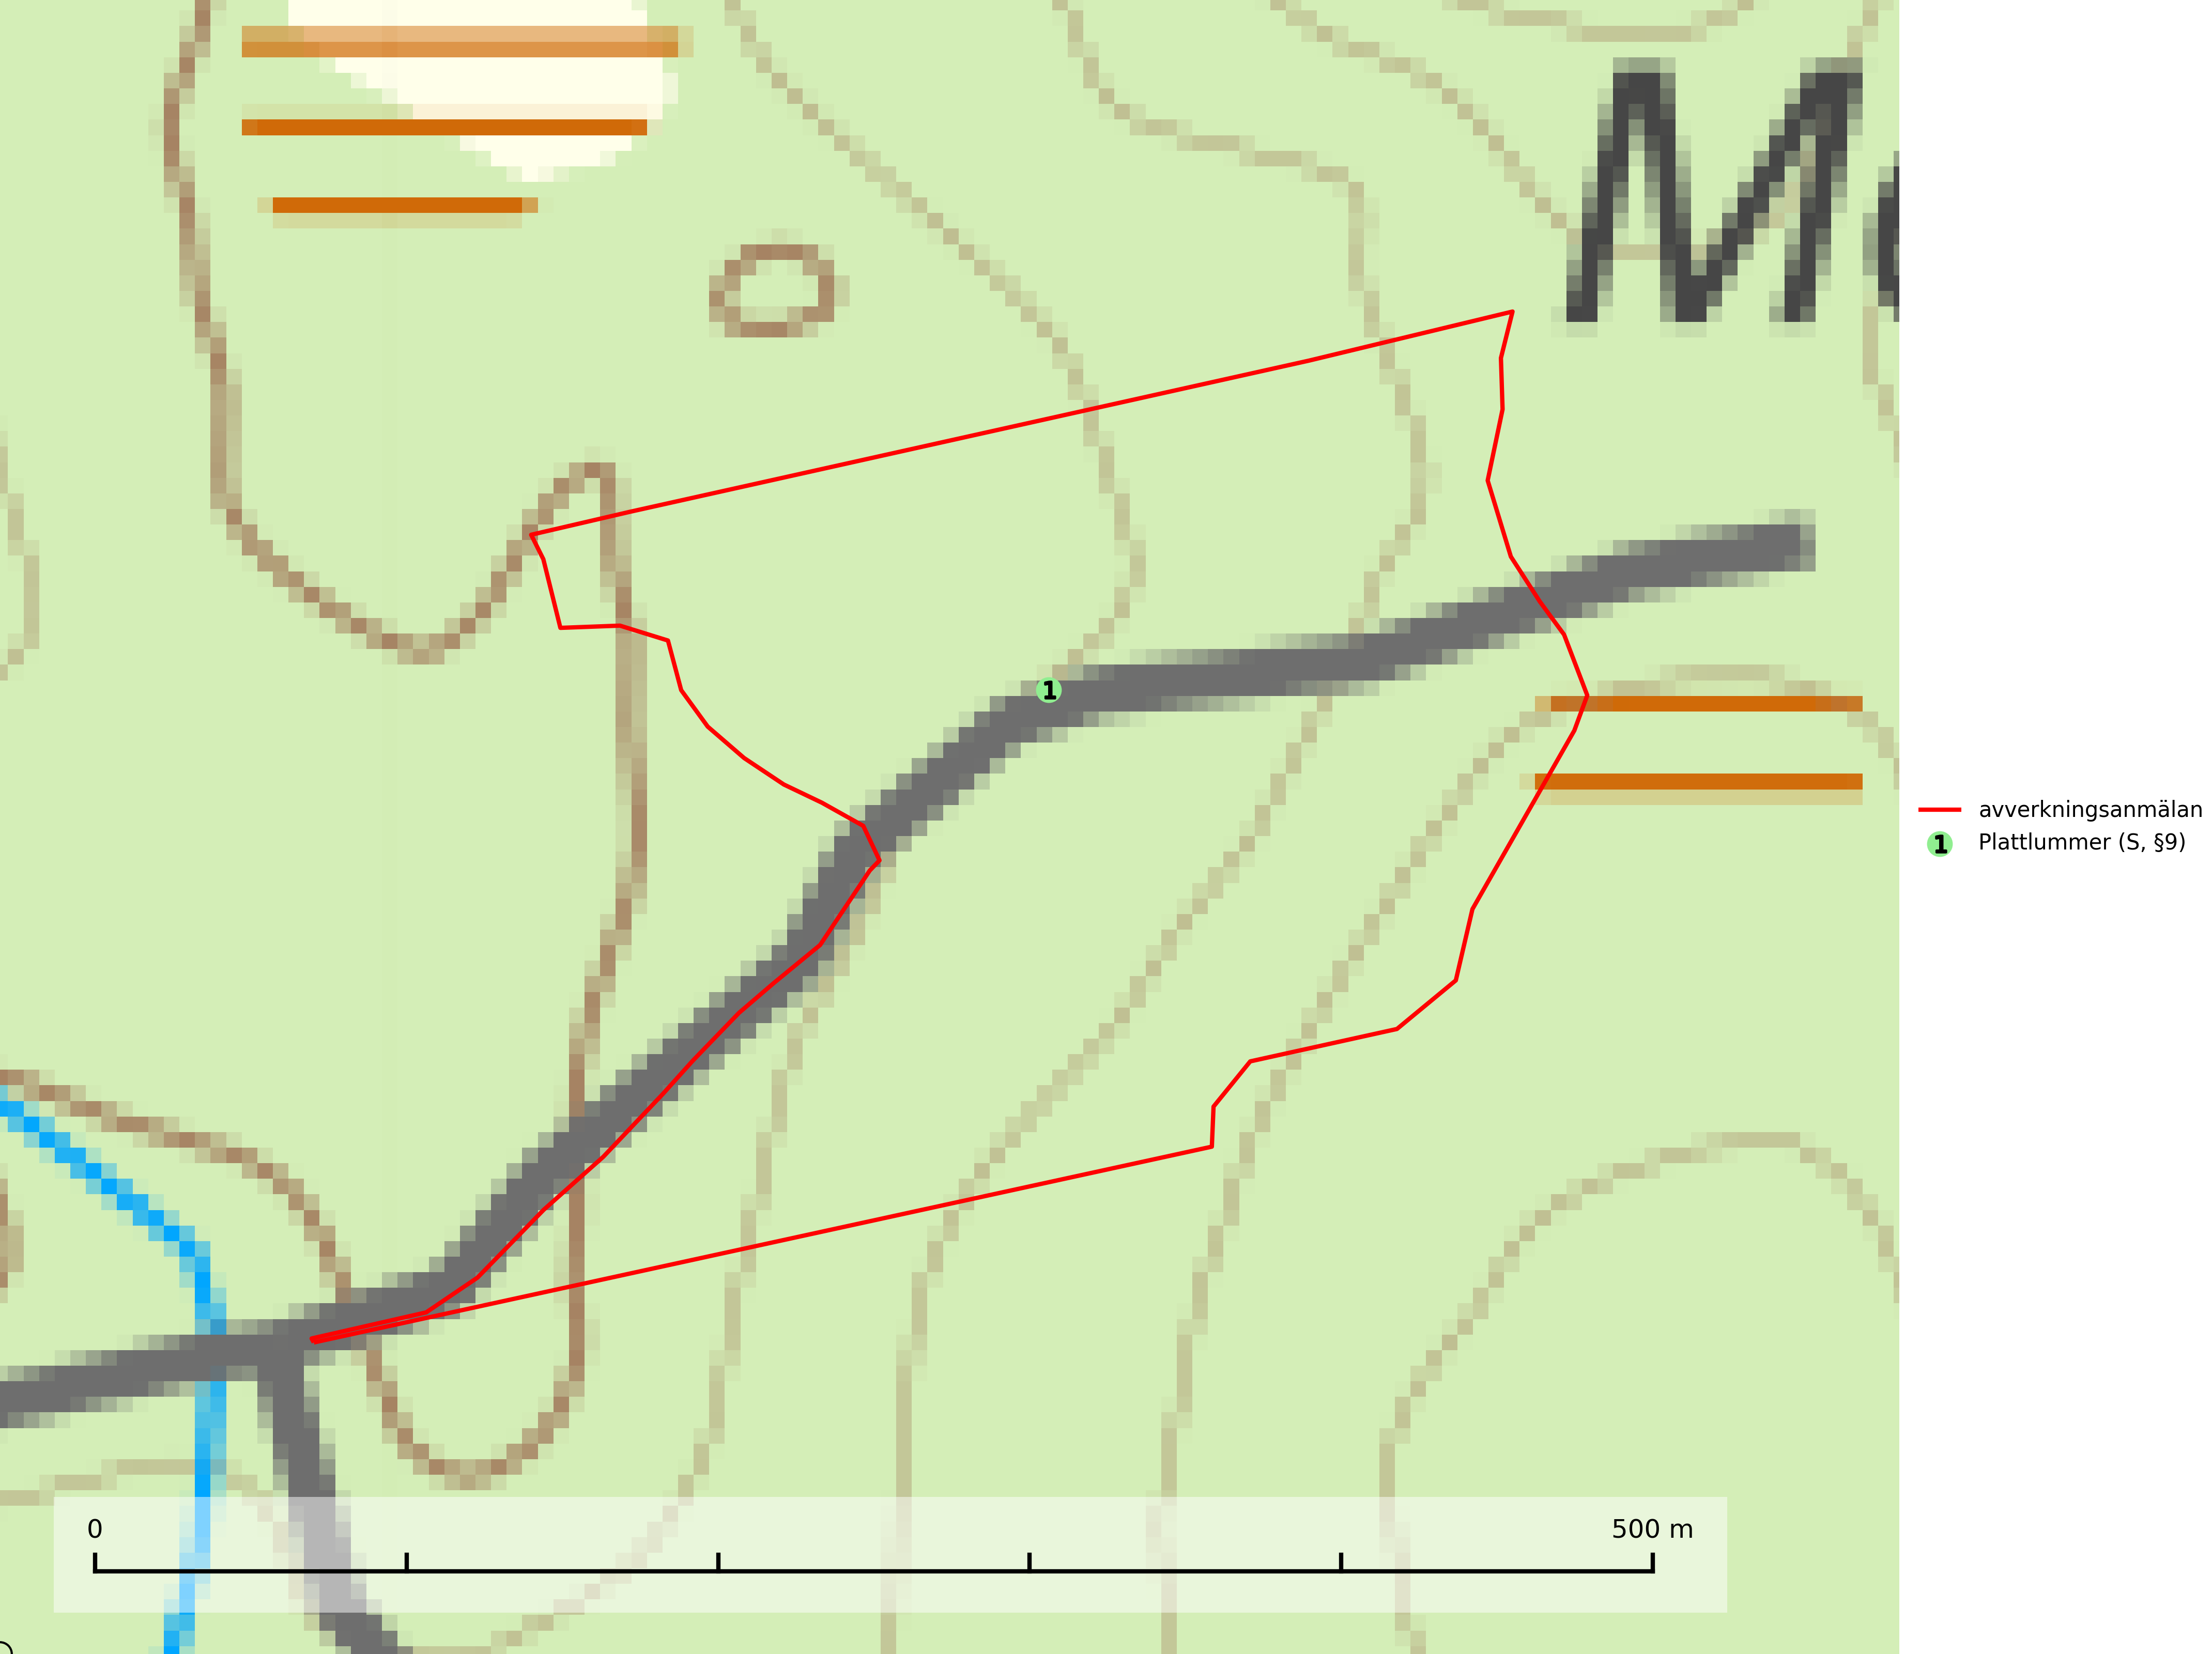 M
1
avverkningsanmälan
1 Plattlummer (S, §9)
0 500 m